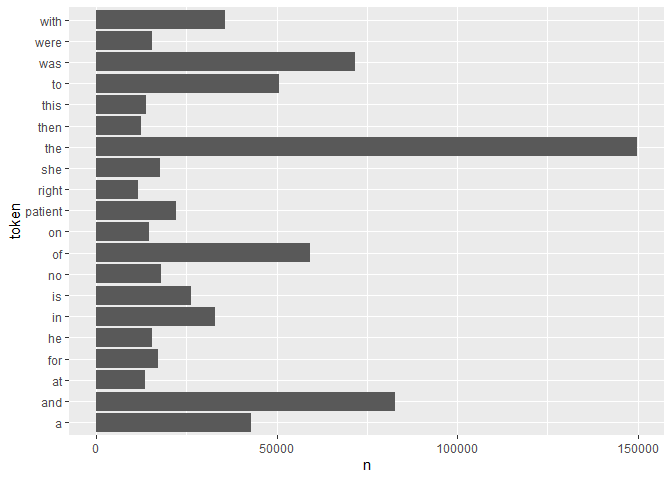 with
were
was
to
this
then
the
she
right
patient
on
of
no
is
in
he
for
at
and
a
token
0 50000 100000 150000
n